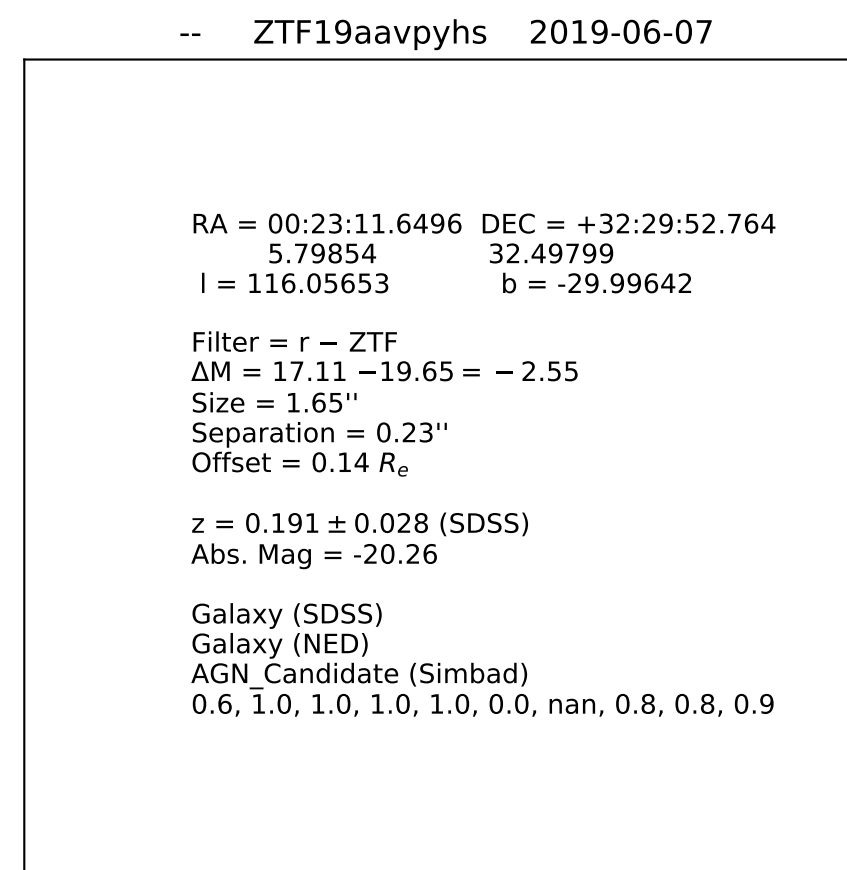 -- ZTF19aavpyhs 2019-06-07
RA = 00:23:11.6496 DEC = +32:29:52.764
5.79854 32.49799
l = 116.05653 b = -29.99642
Filter = r − ZTF
ΔM = 17.11 −19.65 = − 2.55
Size = 1.65''
Separation = 0.23''
Offset = 0.14 Re
z = 0.191 ± 0.028 (SDSS)
Abs. Mag = -20.26
Galaxy (SDSS)
Galaxy (NED)
AGN_Candidate (Simbad)
0.6, 1.0, 1.0, 1.0, 1.0, 0.0, nan, 0.8, 0.8, 0.9